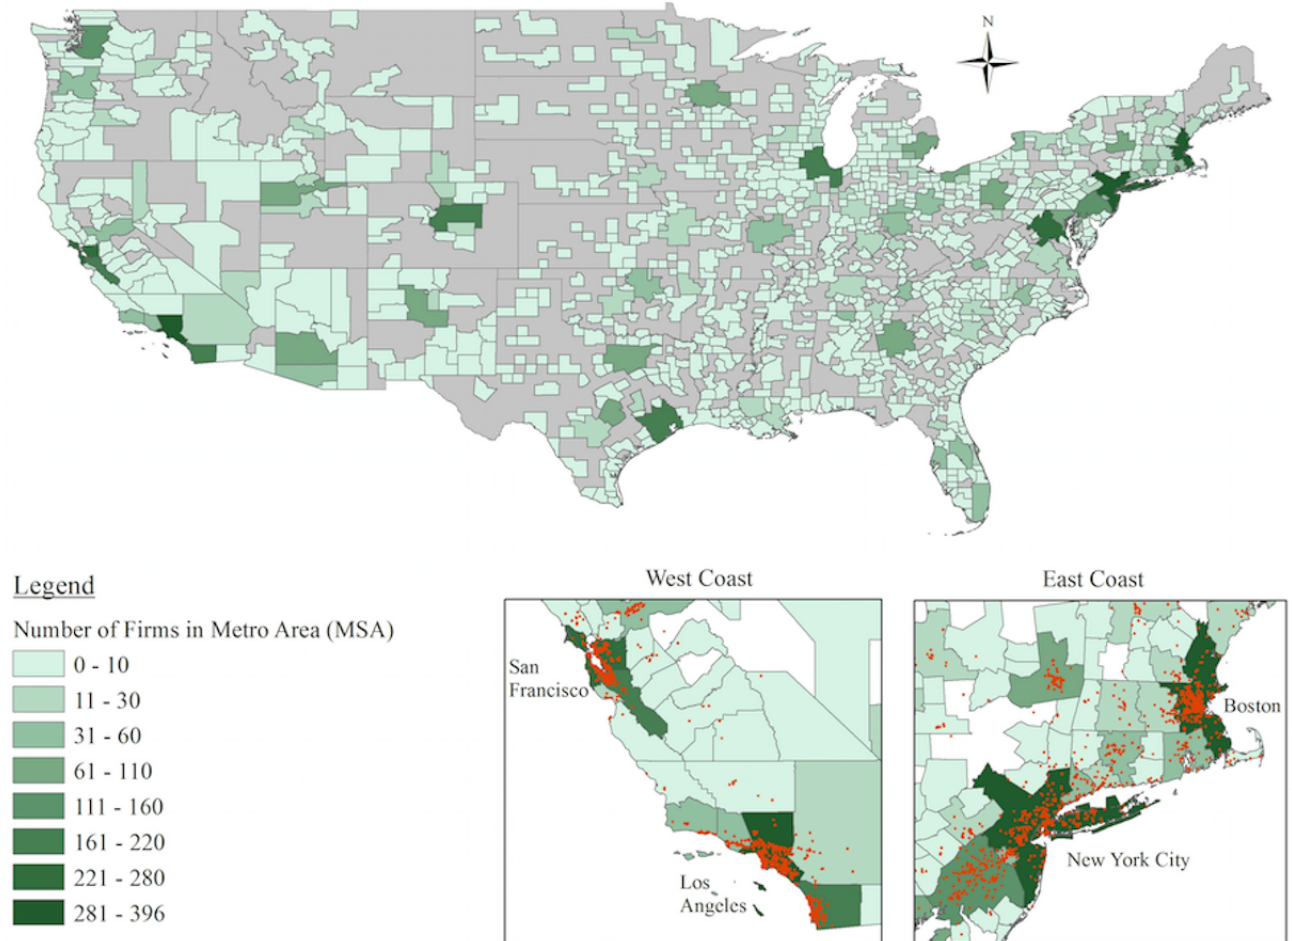 N
Legend
Number of Firms in Metro Area (MSA)
0 - 10
11 - 30
31 - 60
61 - 110
111 - 160
161 - 220
221 - 280
281 - 396
West Coast
San
Francisco
Los
Angeles
East Coast
Boston
New York City